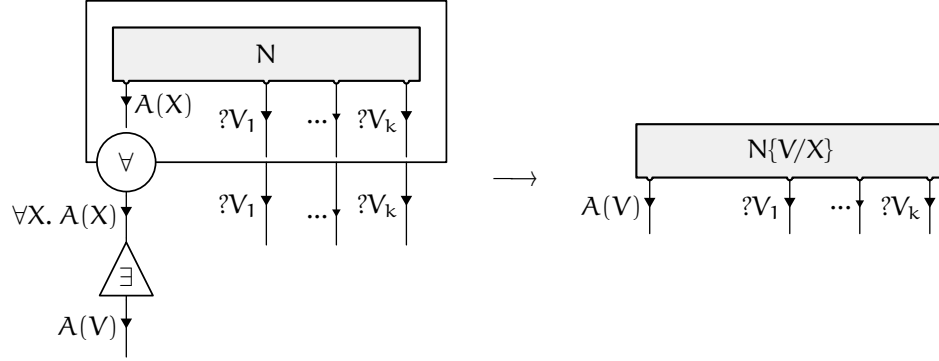 N
A(X) ?V₁ ... ?Vₖ
∀
∀X. A(X) ?V₁ ... ?Vₖ
∃
A(V)
⟶
N{V/X}
A(V) ?V₁ ... ?Vₖ